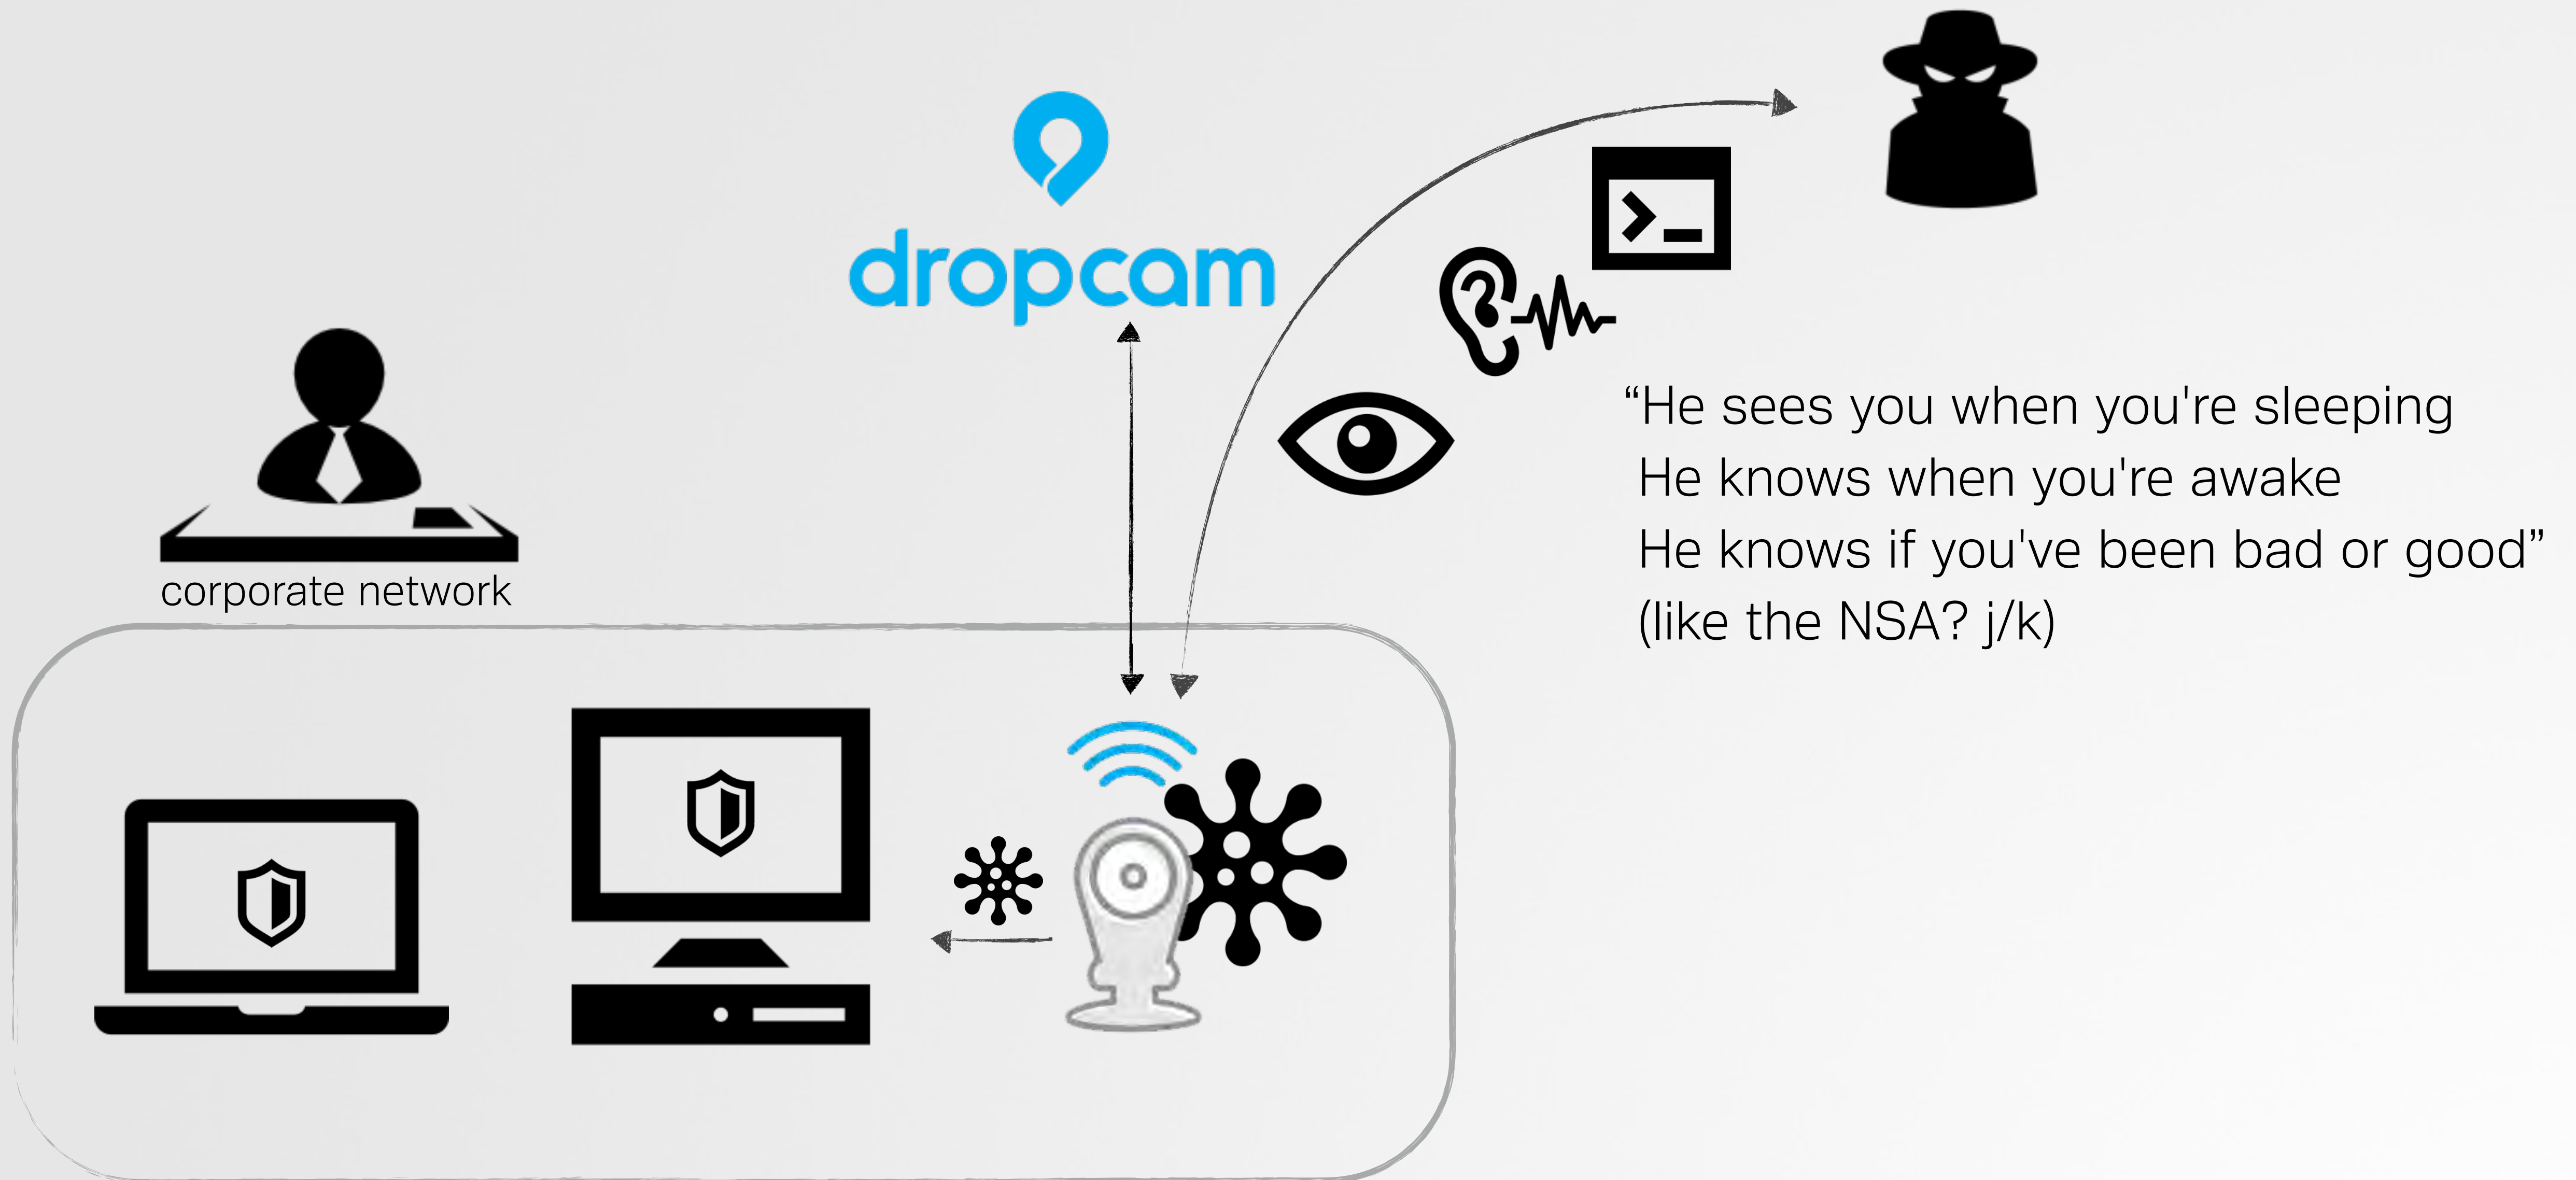 dropcam
corporate network
“He sees you when you're sleeping
He knows when you're awake
He knows if you've been bad or good”
(like the NSA? j/k)
>_